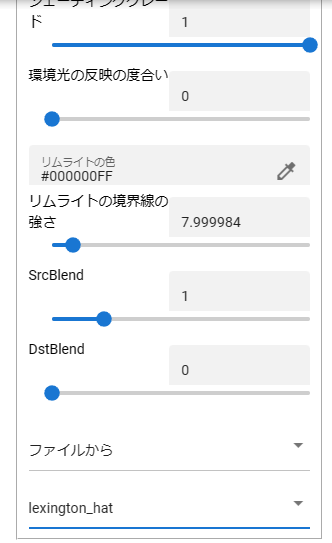 シェーディンググレー
ド
1
環境光の反映の度合い
0
リムライトの色
#000000FF
リムライトの境界線の
強さ
7.999984
SrcBlend
1
DstBlend
0
ファイルから
lexington_hat